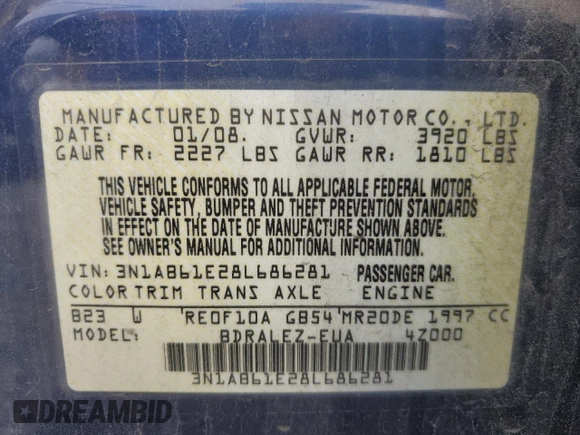 MANUFACTURED BY NISSAN MOTOR CO., LTD.
DATE: 01/08. GVWR: 3920 LBS
GAWR FR: 2227 LBS GAWR RR: 1810 LBS
THIS VEHICLE CONFORMS TO ALL APPLICABLE FEDERAL MOTOR
VEHICLE SAFETY, BUMPER AND THEFT PREVENTION STANDARDS
IN EFFECT ON THE DATE OF MANUFACTURE SHOWN ABOVE.
SEE OWNER'S MANUAL FOR ADDITIONAL INFORMATION.
VIN: 3N1AB61E28L686281 PASSENGER CAR.
COLOR TRIM TRANS AXLE ENGINE
B23 W 'RE0F10A GB54'MR20DE 1997 CC
BDRALEZ-EUA 4Z000
3N1AB61E28L686281
DREAMBID